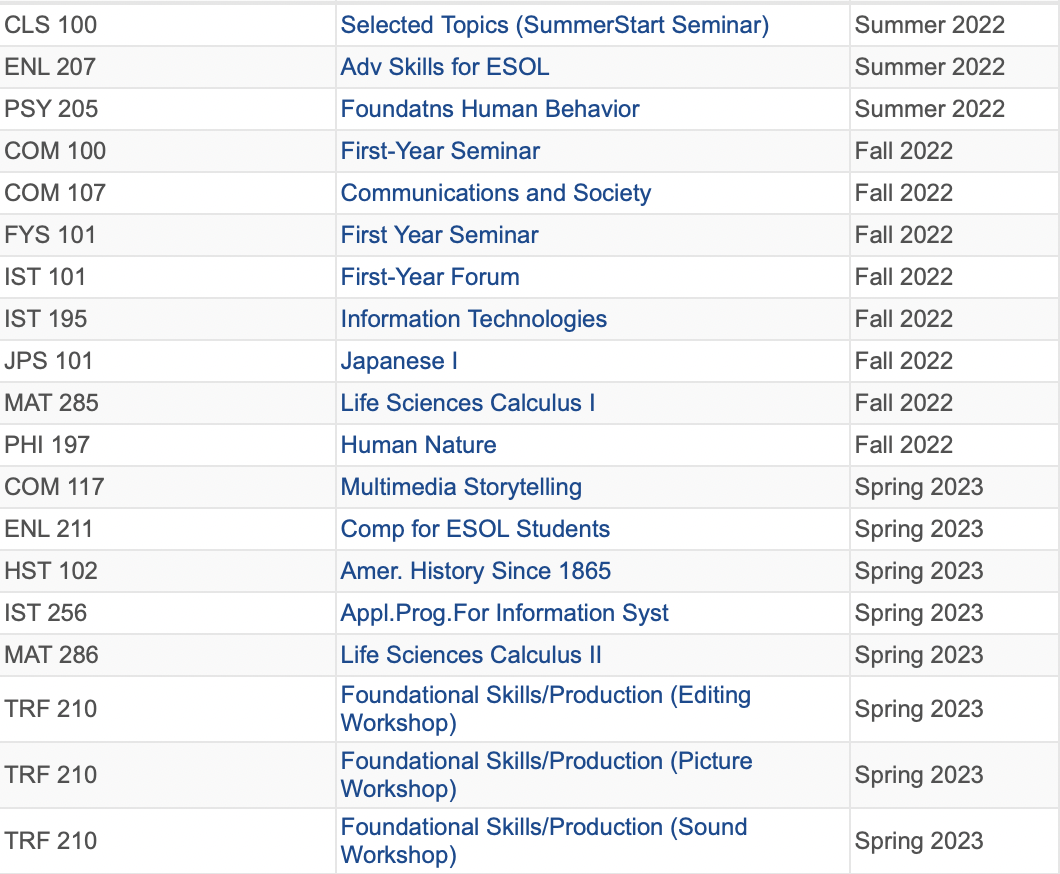 CLS 100 Selected Topics (SummerStart Seminar) Summer 2022
ENL 207 Adv Skills for ESOL Summer 2022
PSY 205 Foundatns Human Behavior Summer 2022
COM 100 First-Year Seminar Fall 2022
COM 107 Communications and Society Fall 2022
FYS 101 First Year Seminar Fall 2022
IST 101 First-Year Forum Fall 2022
IST 195 Information Technologies Fall 2022
JPS 101 Japanese I Fall 2022
MAT 285 Life Sciences Calculus I Fall 2022
PHI 197 Human Nature Fall 2022
COM 117 Multimedia Storytelling Spring 2023
ENL 211 Comp for ESOL Students Spring 2023
HST 102 Amer. History Since 1865 Spring 2023
IST 256 Appl.Prog.For Information Syst Spring 2023
MAT 286 Life Sciences Calculus II Spring 2023
TRF 210 Foundational Skills/Production (Editing
Workshop) Spring 2023
TRF 210 Foundational Skills/Production (Picture
Workshop) Spring 2023
TRF 210 Foundational Skills/Production (Sound
Workshop) Spring 2023